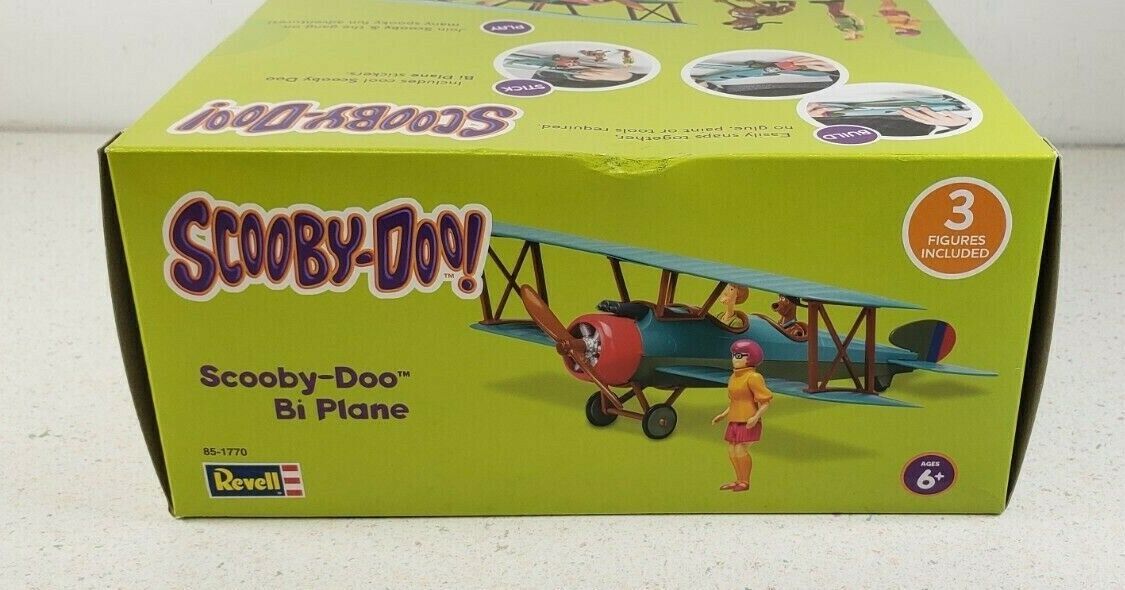 PLAY
Join Scooby & the gang on
many spooky fun adventures!
STICK
Includes cool Scooby Doo
Bi Plane stickers.
BUILD
Easily snaps together,
no glue, paint or tools required.
SCOOBY-DOO!
SCOOBY-DOO!™
3
FIGURES
INCLUDED
Scooby-Doo™
Bi Plane
85-1770
Revell
AGES
6+